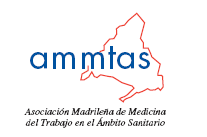 ammtas
Asociación Madrileña de Medicina
del Trabajo en el Ámbito Sanitario